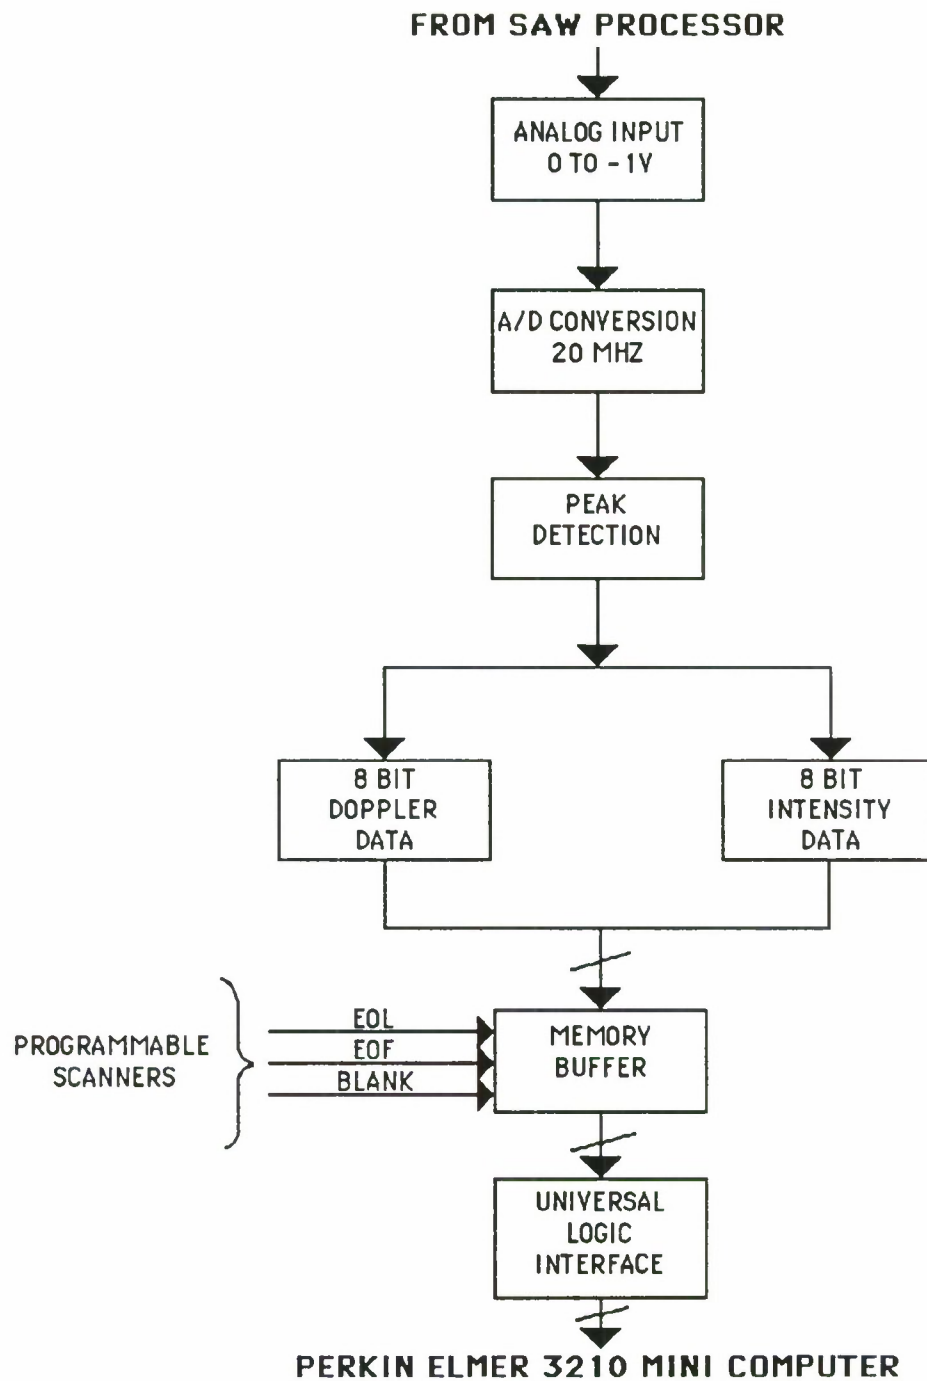 FROM SAW PROCESSOR
ANALOG INPUT
0 TO - 1V
A/D CONVERSION
20 MHZ
PEAK
DETECTION
8 BIT
DOPPLER
DATA
8 BIT
INTENSITY
DATA
PROGRAMMABLE
SCANNERS
EOL
EOF
BLANK
MEMORY
BUFFER
UNIVERSAL
LOGIC
INTERFACE
PERKIN ELMER 3210 MINI COMPUTER